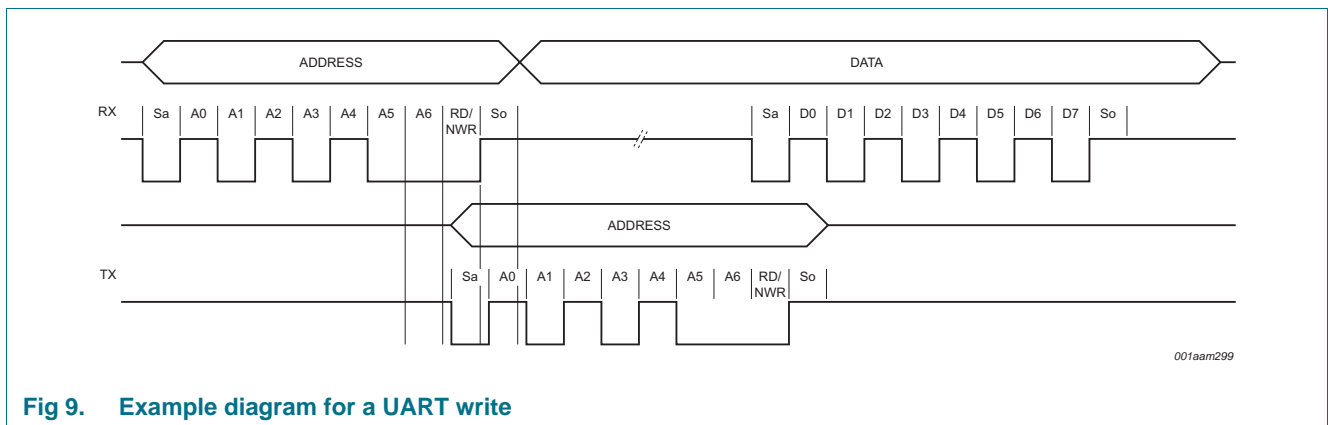 ADDRESS DATA
RX Sa A0 A1 A2 A3 A4 A5 A6 RD/ So Sa D0 D1 D2 D3 D4 D5 D6 D7 So
NWR
ADDRESS
TX Sa A0 A1 A2 A3 A4 A5 A6 RD/ So
NWR
001aam299
Fig 9. Example diagram for a UART write